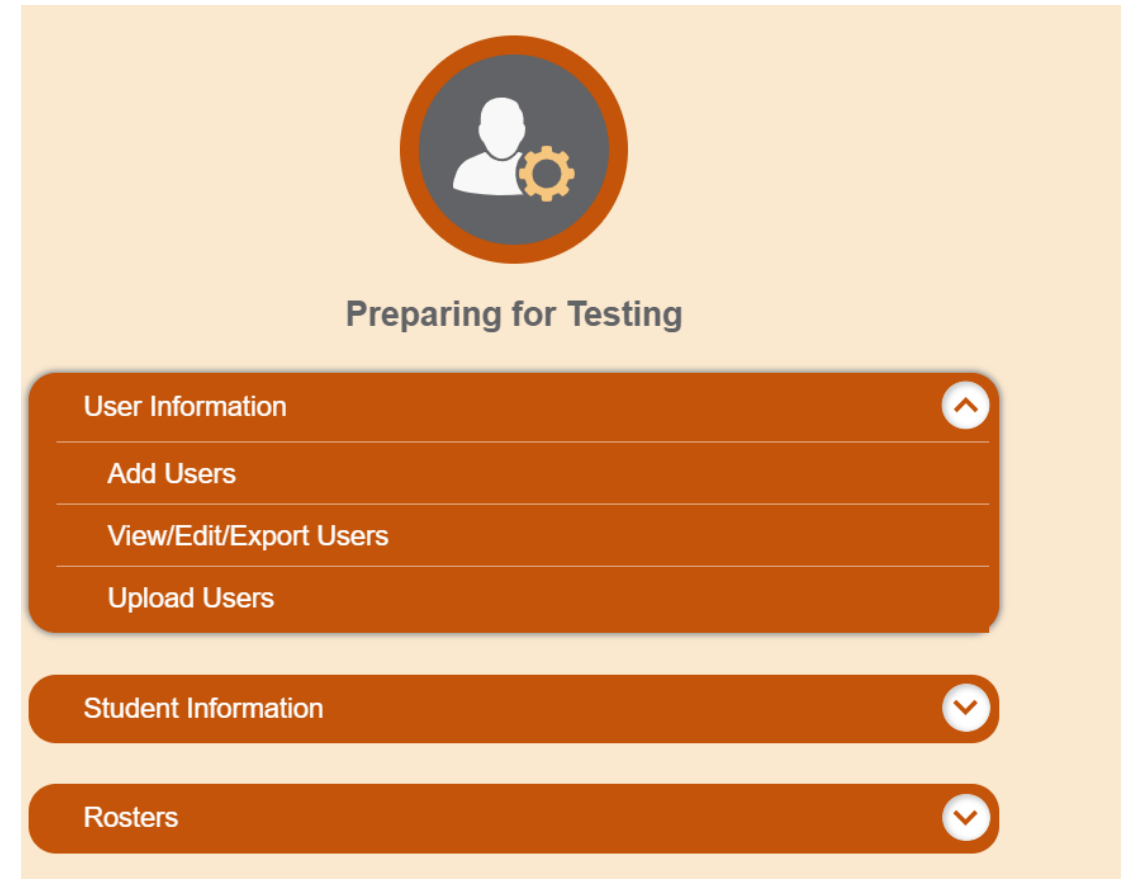 Preparing for Testing
User Information
Add Users
View/Edit/Export Users
Upload Users
Student Information
Rosters